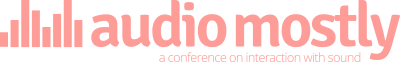 audio mostly
a conference on interaction with sound